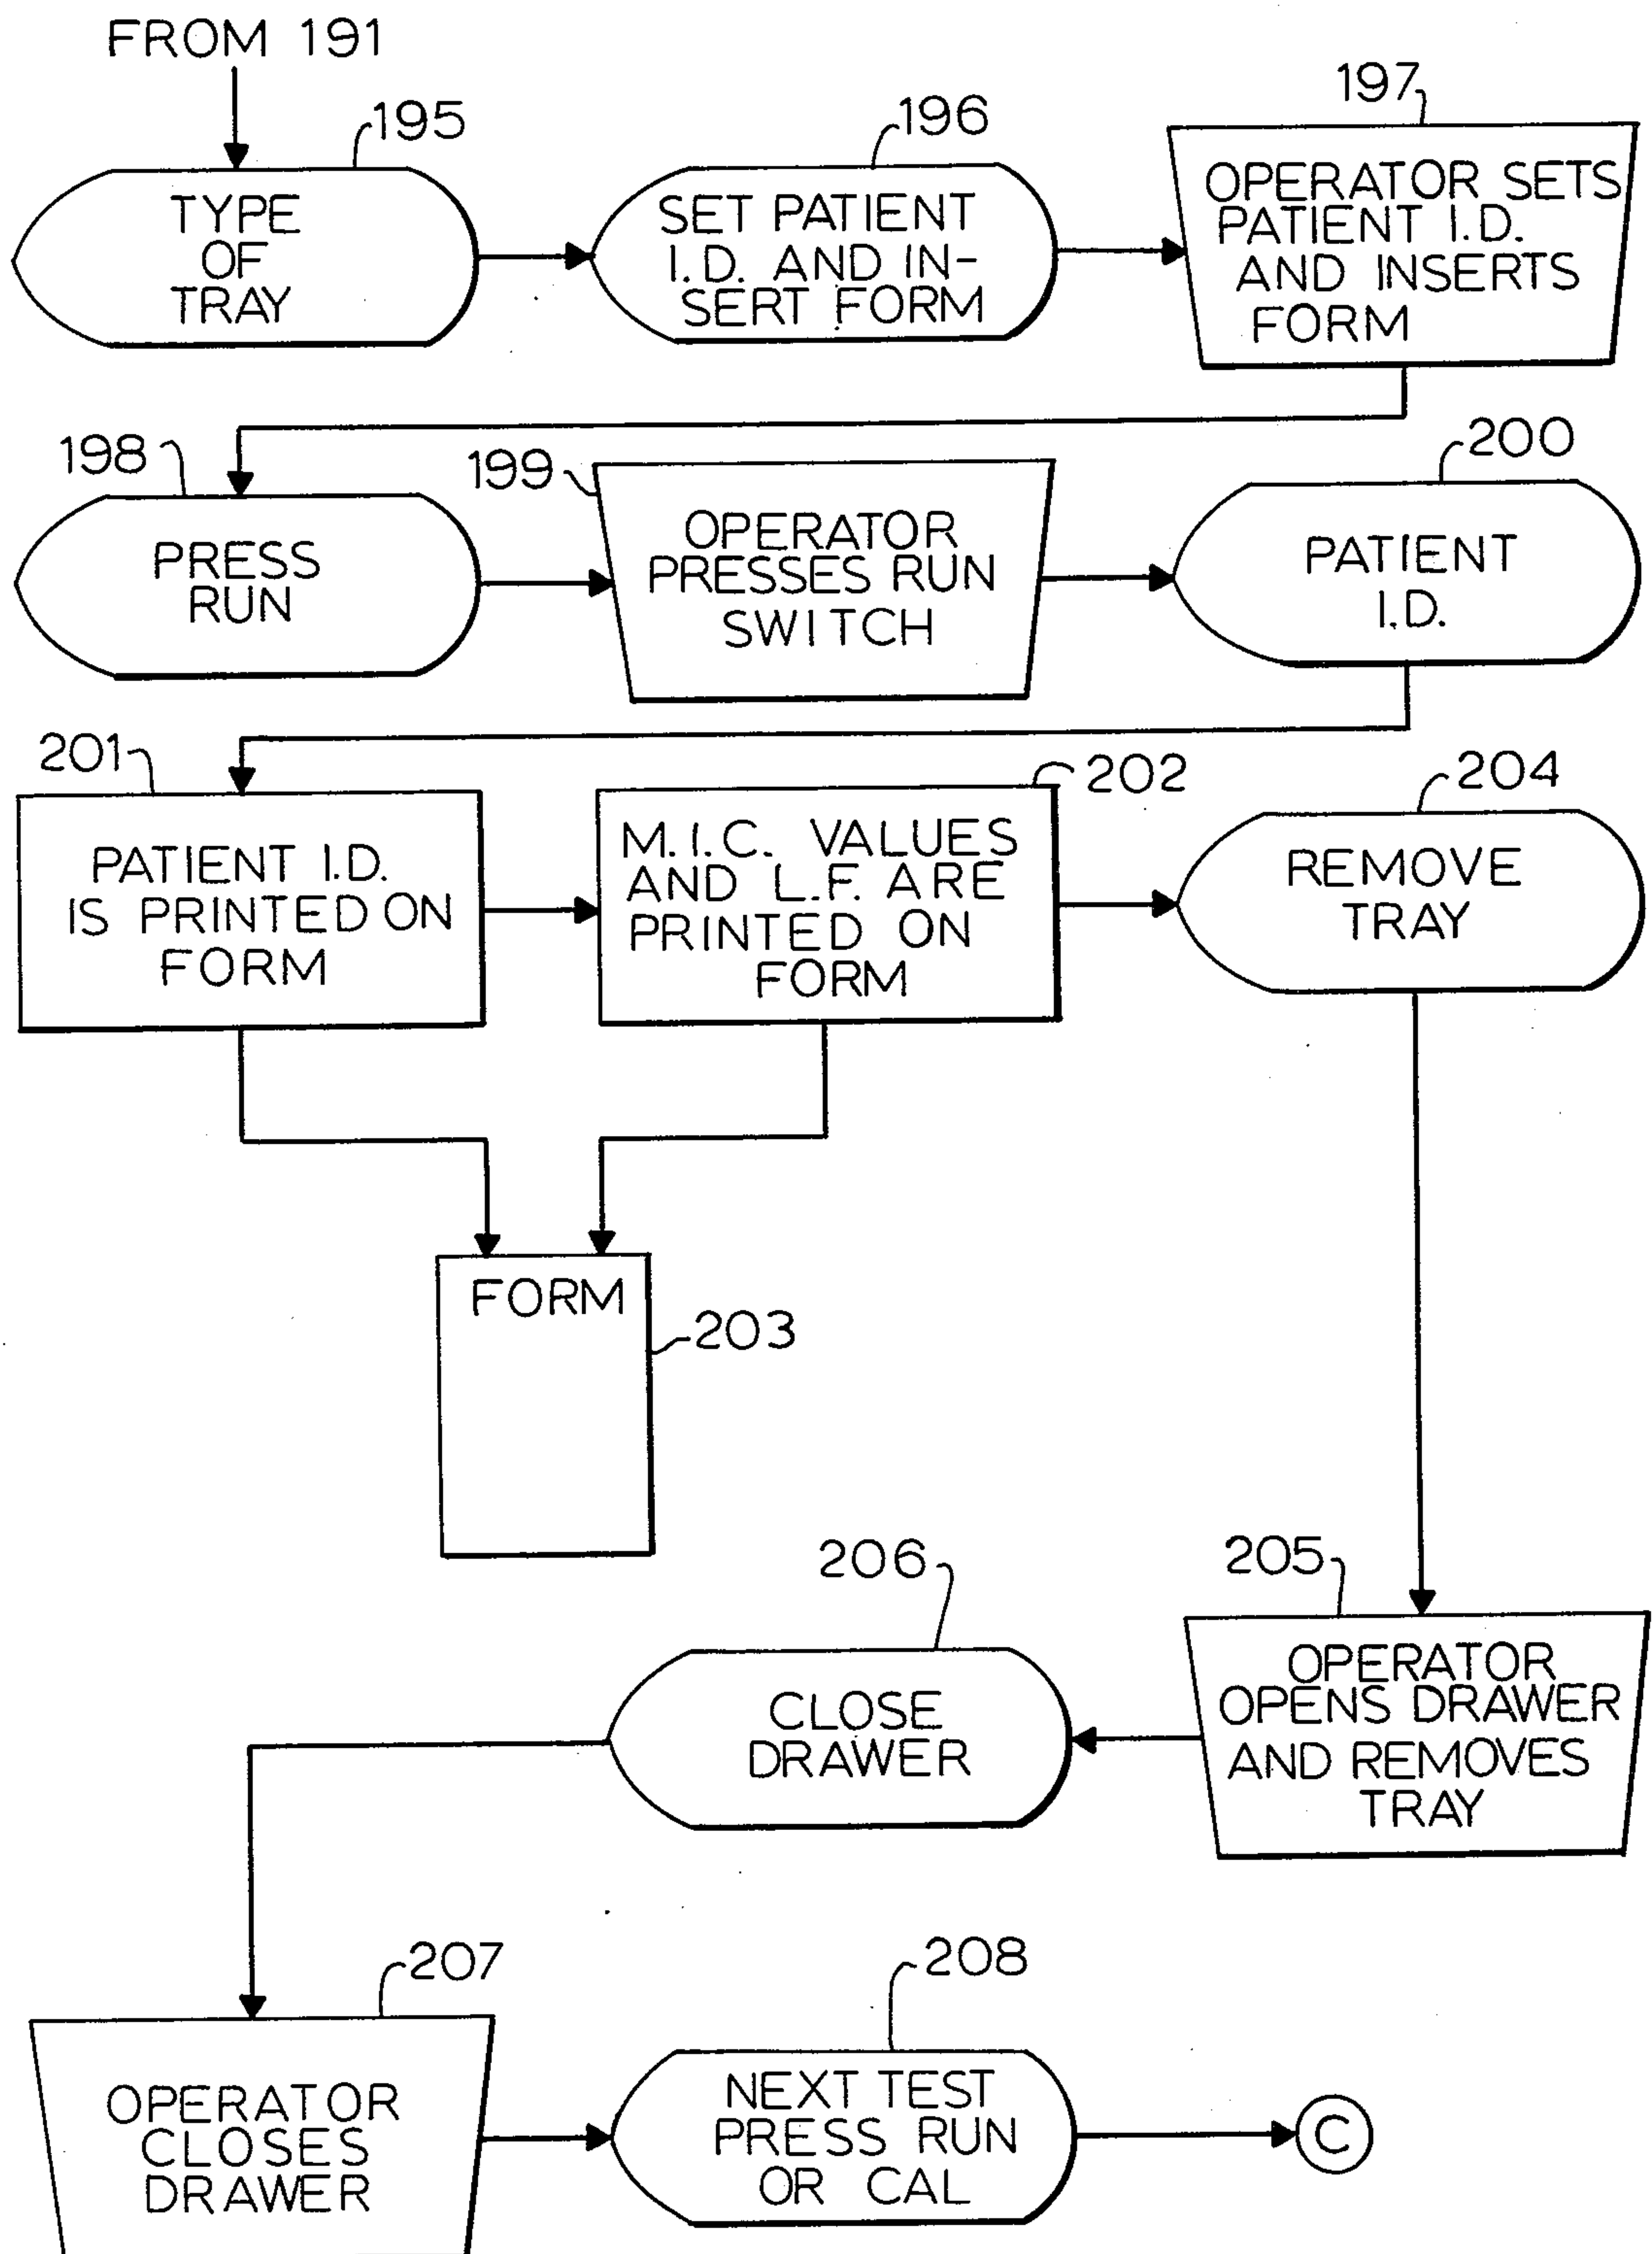 FROM 191
195
TYPE
OF
TRAY
196
SET PATIENT
I.D. AND IN-
SERT FORM
197
OPERATOR SETS
PATIENT I.D.
AND INSERTS
FORM
198
PRESS
RUN
199
OPERATOR
PRESSES RUN
SWITCH
200
PATIENT
I.D.
201
PATIENT I.D.
IS PRINTED ON
FORM
202
M.I.C. VALUES
AND L.F. ARE
PRINTED ON
FORM
204
REMOVE
TRAY
FORM
203
205
OPERATOR
OPENS DRAWER
AND REMOVES
TRAY
206
CLOSE
DRAWER
207
OPERATOR
CLOSES
DRAWER
208
NEXT TEST
PRESS RUN
OR CAL
C